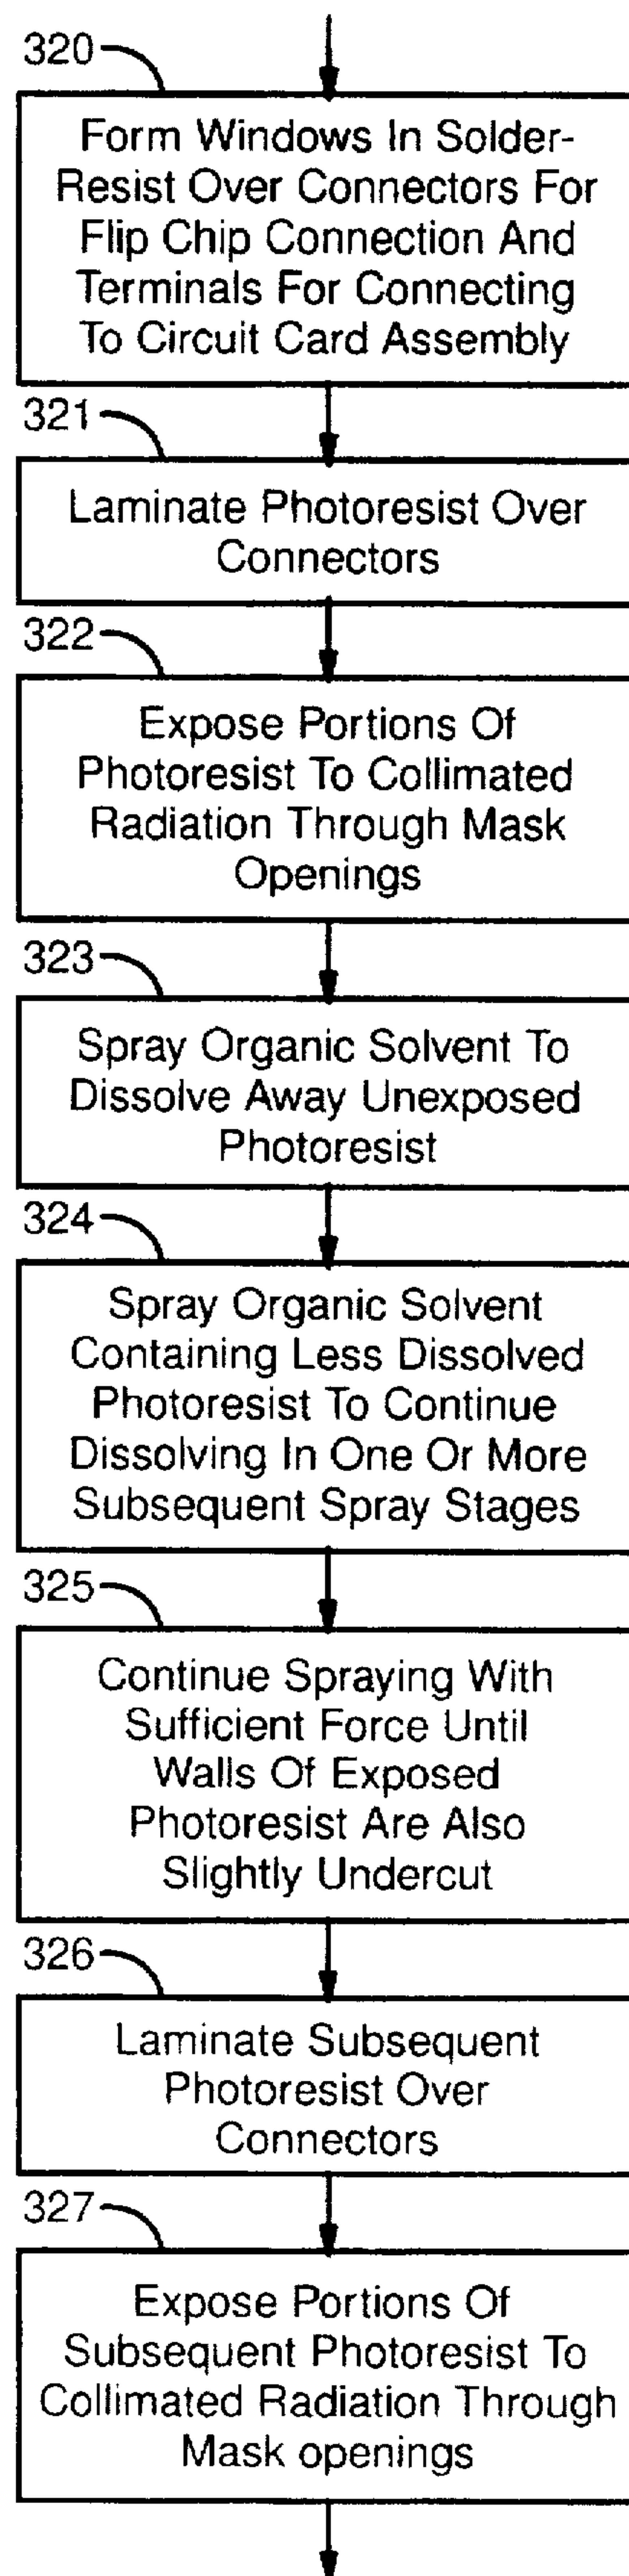 320
Form Windows In Solder-
Resist Over Connectors For
Flip Chip Connection And
Terminals For Connecting
To Circuit Card Assembly
321
Laminate Photoresist Over
Connectors
322
Expose Portions Of
Photoresist To Collimated
Radiation Through Mask
Openings
323
Spray Organic Solvent To
Dissolve Away Unexposed
Photoresist
324
Spray Organic Solvent
Containing Less Dissolved
Photoresist To Continue
Dissolving In One Or More
Subsequent Spray Stages
325
Continue Spraying With
Sufficient Force Until
Walls Of Exposed
Photoresist Are Also
Slightly Undercut
326
Laminate Subsequent
Photoresist Over
Connectors
327
Expose Portions Of
Subsequent Photoresist To
Collimated Radiation Through
Mask openings